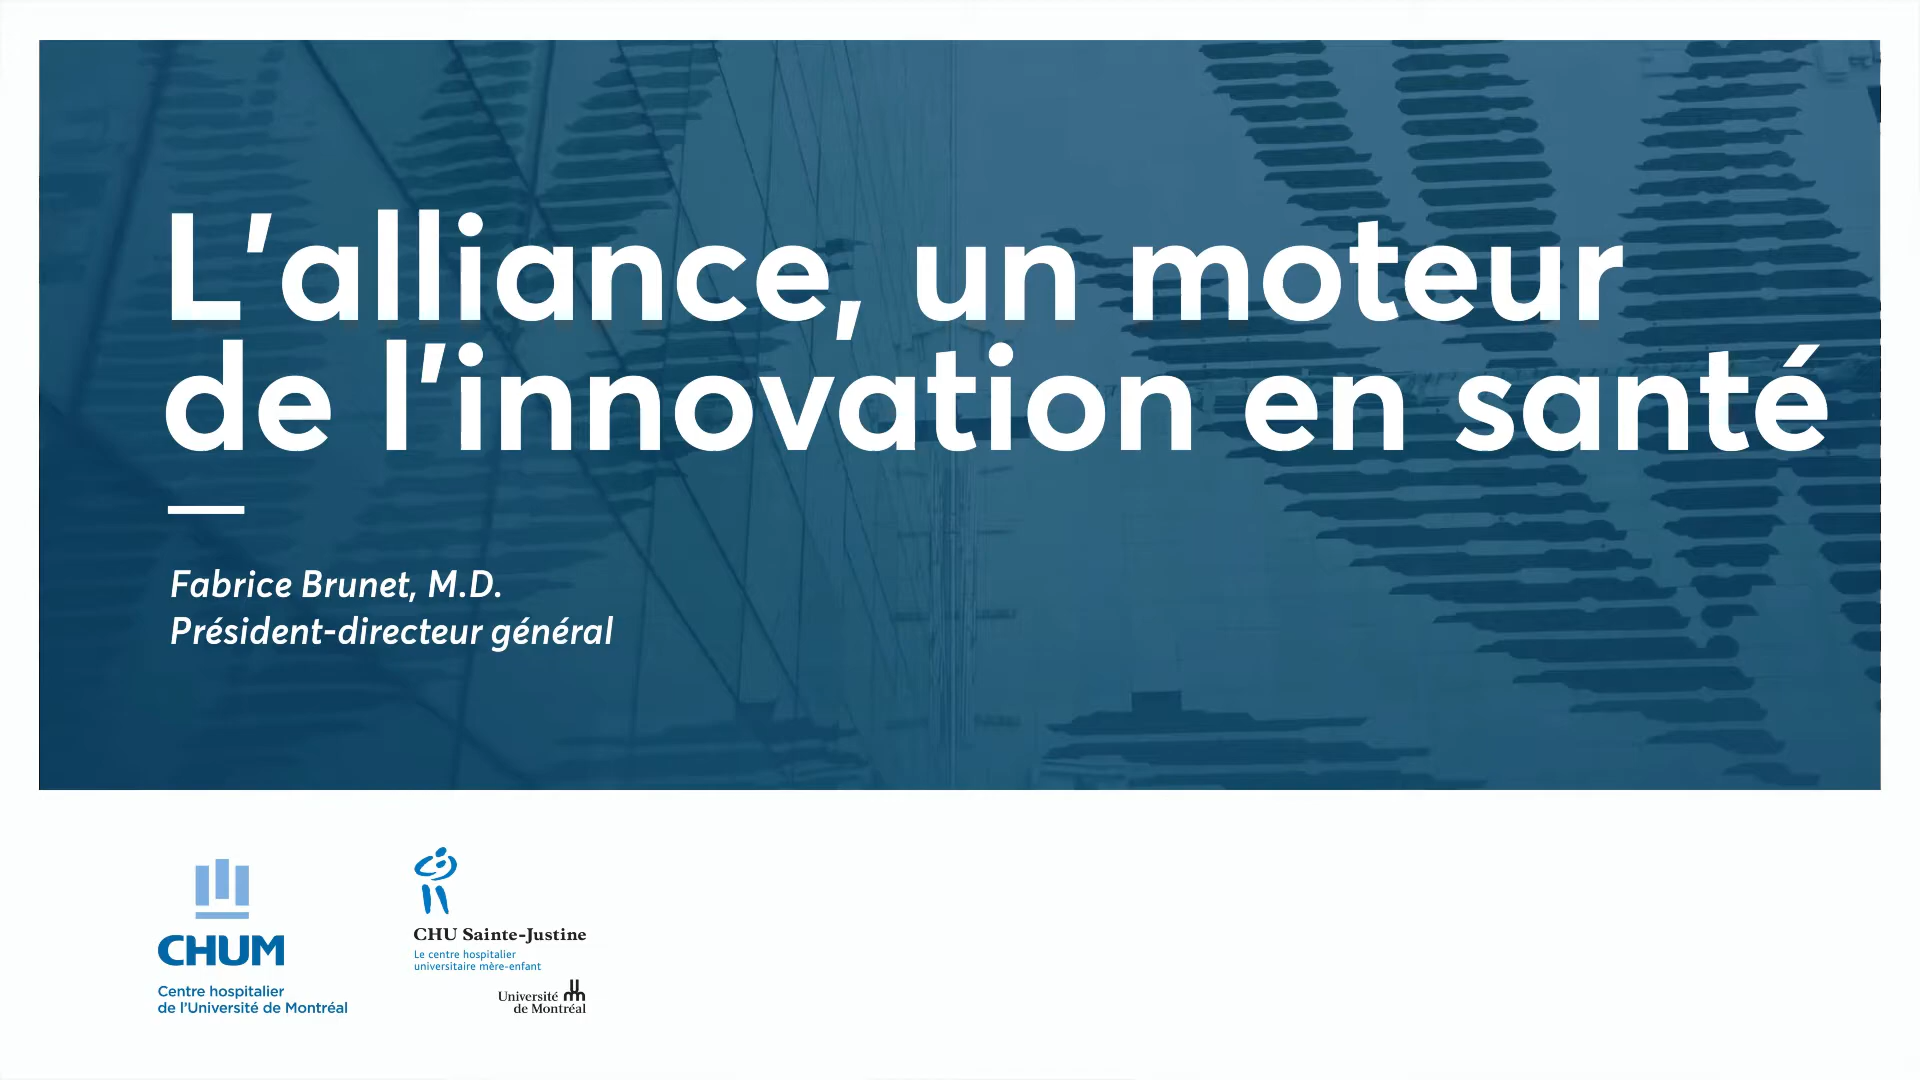 L'alliance, un moteur
de l'innovation en santé
Fabrice Brunet, M.D.
Président-directeur général
CHUM
Centre hospitalier
de l'Université de Montréal
CHU Sainte-Justine
Le centre hospitalier
universitaire mère-enfant
Université
de Montréal